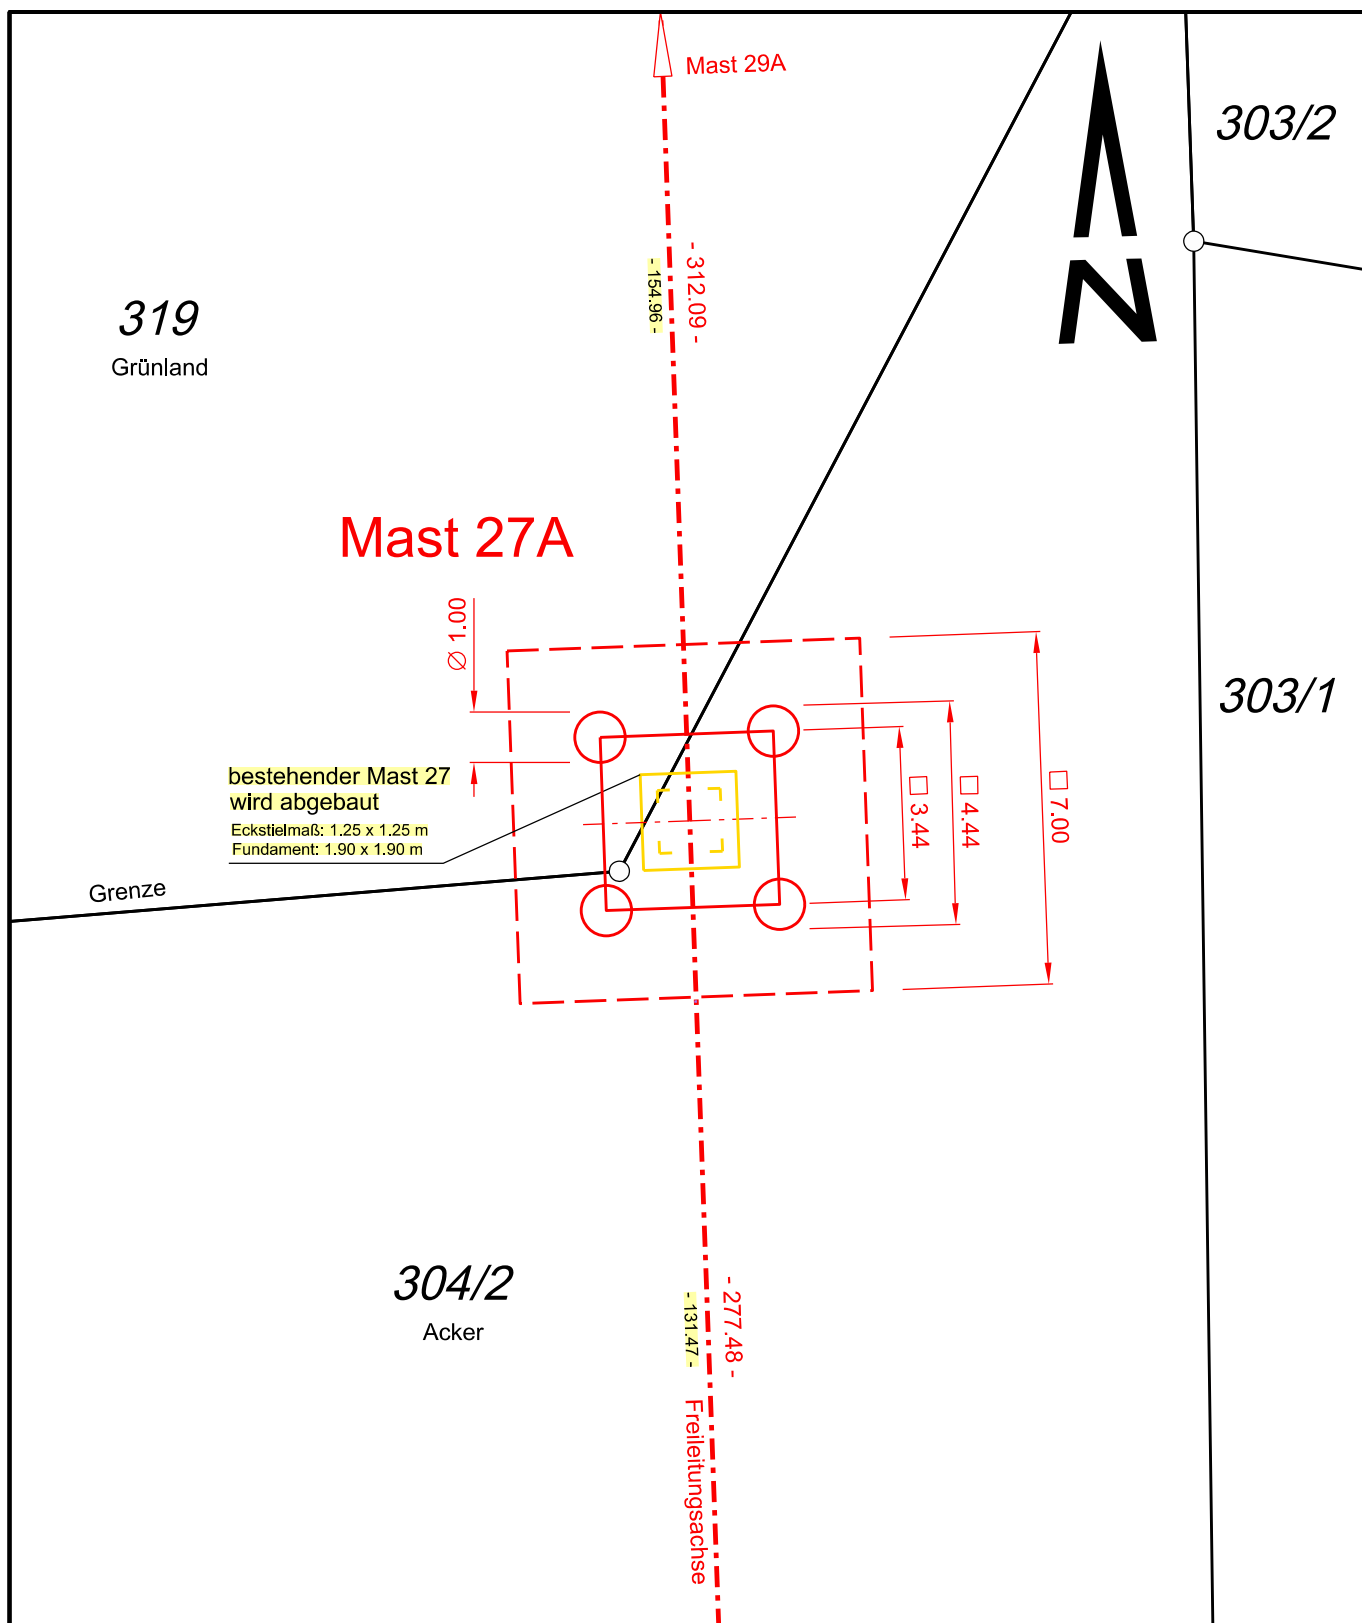 Mast 29A
303/2
N
- 312.09 -
- 154.96 -
319
Grünland
Mast 27A
∅ 1.00
303/1
bestehender Mast 27
wird abgebaut
Eckstielmaß: 1.25 x 1.25 m
Fundament: 1.90 x 1.90 m
□ 3.44
□ 4.44
□ 7.00
Grenze
304/2
Acker
- 277.48 -
- 131.47 -
Freileitungsachse